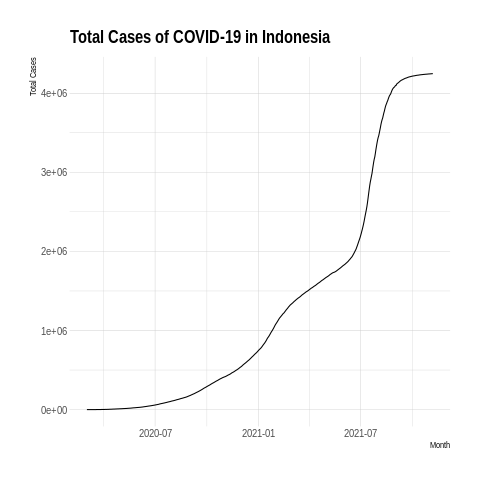 Total Cases of COVID-19 in Indonesia
Total Cases
4e+06
3e+06
2e+06
1e+06
0e+00
2020-07
2021-01
2021-07
Month